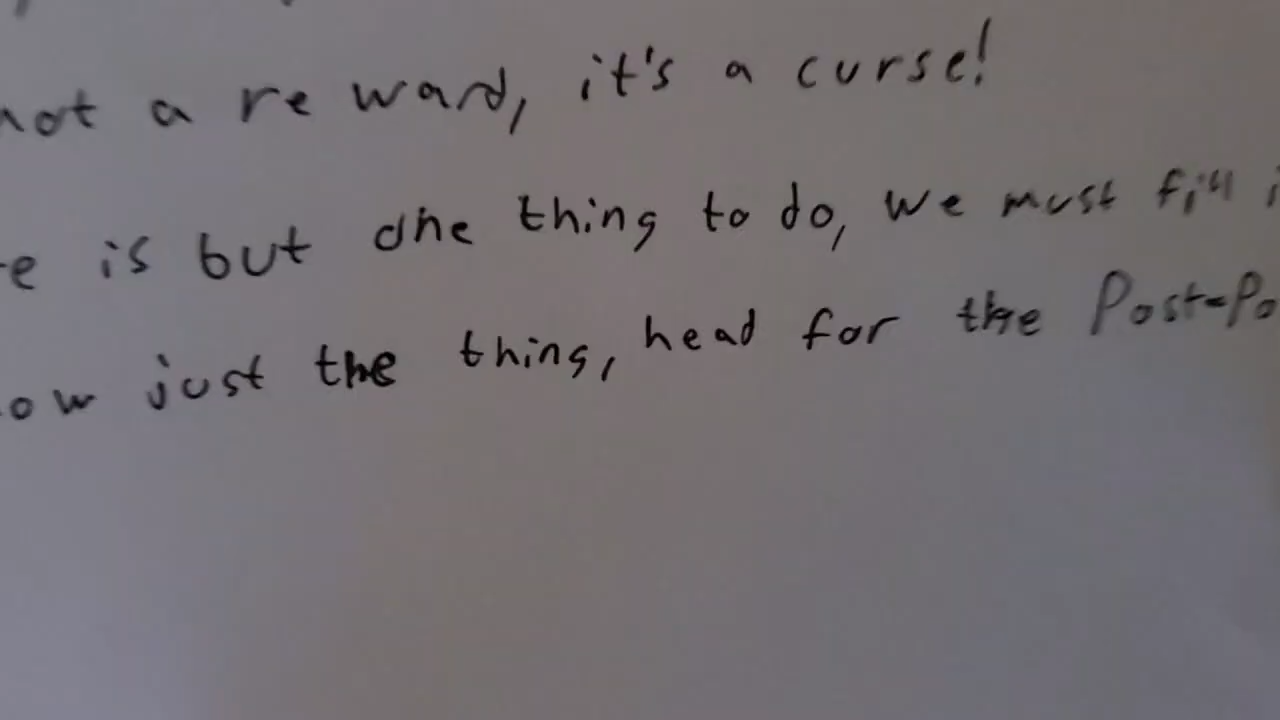 not a reward, it's a curse!
is but one thing to do, we must fill
just the thing, head for the Post-Po